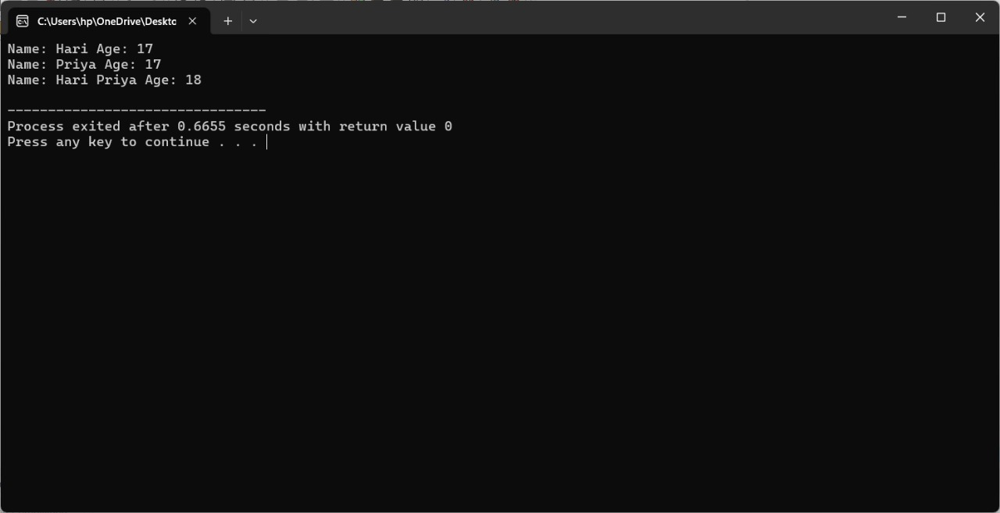 C:\Users\hp\OneDrive\Deskto
Name: Hari Age: 17
Name: Priya Age: 17
Name: Hari Priya Age: 18
--------------------------------
Process exited after 0.6655 seconds with return value 0
Press any key to continue . . .